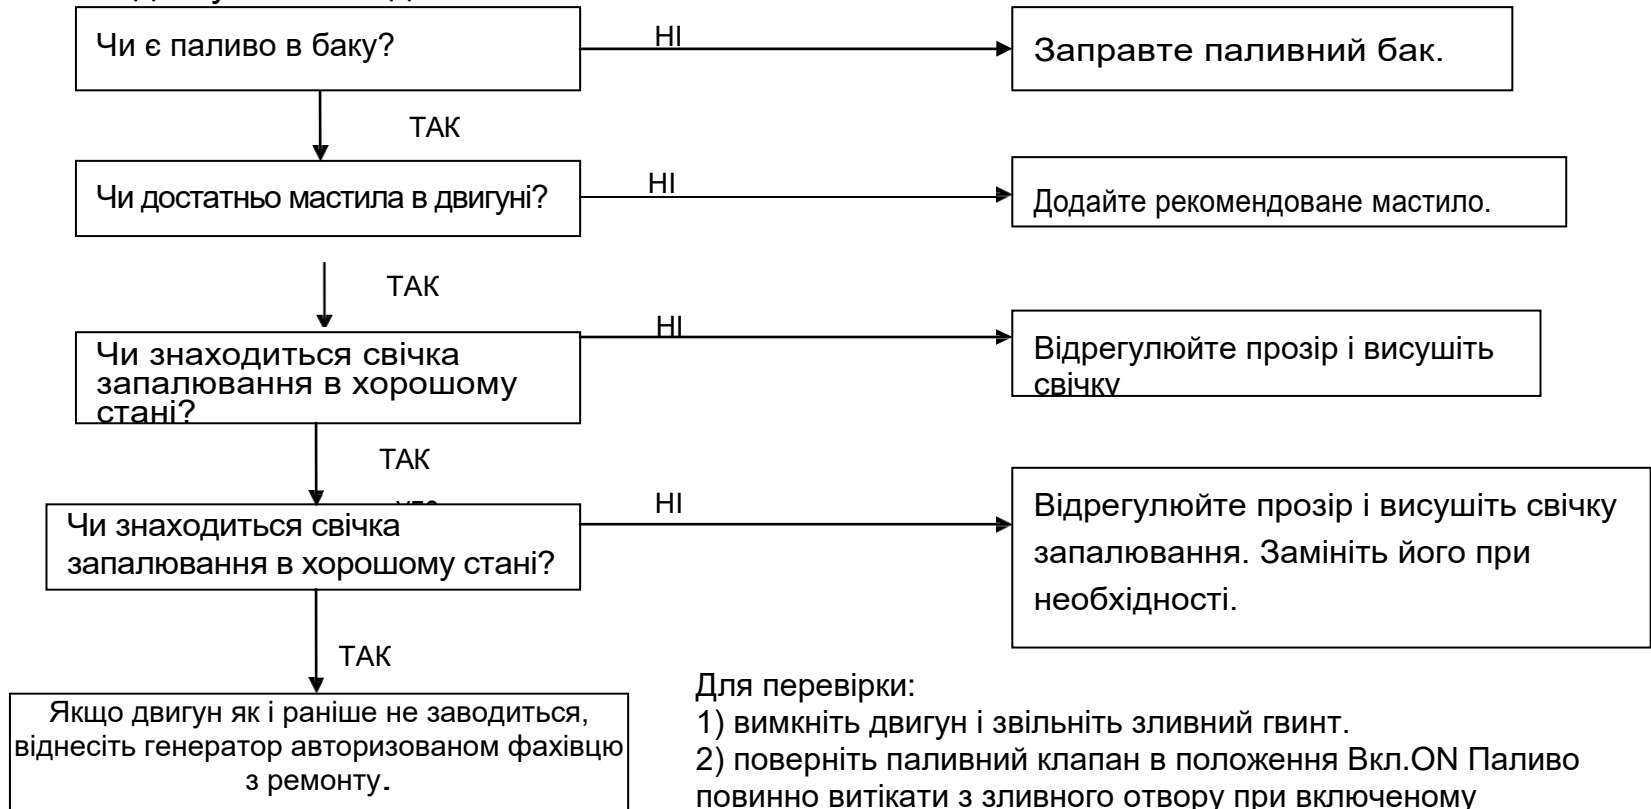 Чи є паливо в баку?
НІ
Заправте паливний бак.
ТАК
Чи достатньо мастила в двигуні?
НІ
Додайте рекомендоване мастило.
ТАК
Чи знаходиться свічка
запалювання в хорошому
стані?
НІ
Відрегулюйте прозір і висушіть
свічку
ТАК
Чи знаходиться свічка
запалювання в хорошому стані?
НІ
Відрегулюйте прозір і висушіть свічку
запалювання. Замініть його при
необхідності.
ТАК
Якщо двигун як і раніше не заводиться,
віднесіть генератор авторизованом фахівцю
з ремонту.
Для перевірки:
1) вимкніть двигун і звільніть зливний гвинт.
2) поверніть паливний клапан в положення Вкл.ON Паливо
повинно витікати з зливного отвору при включеному